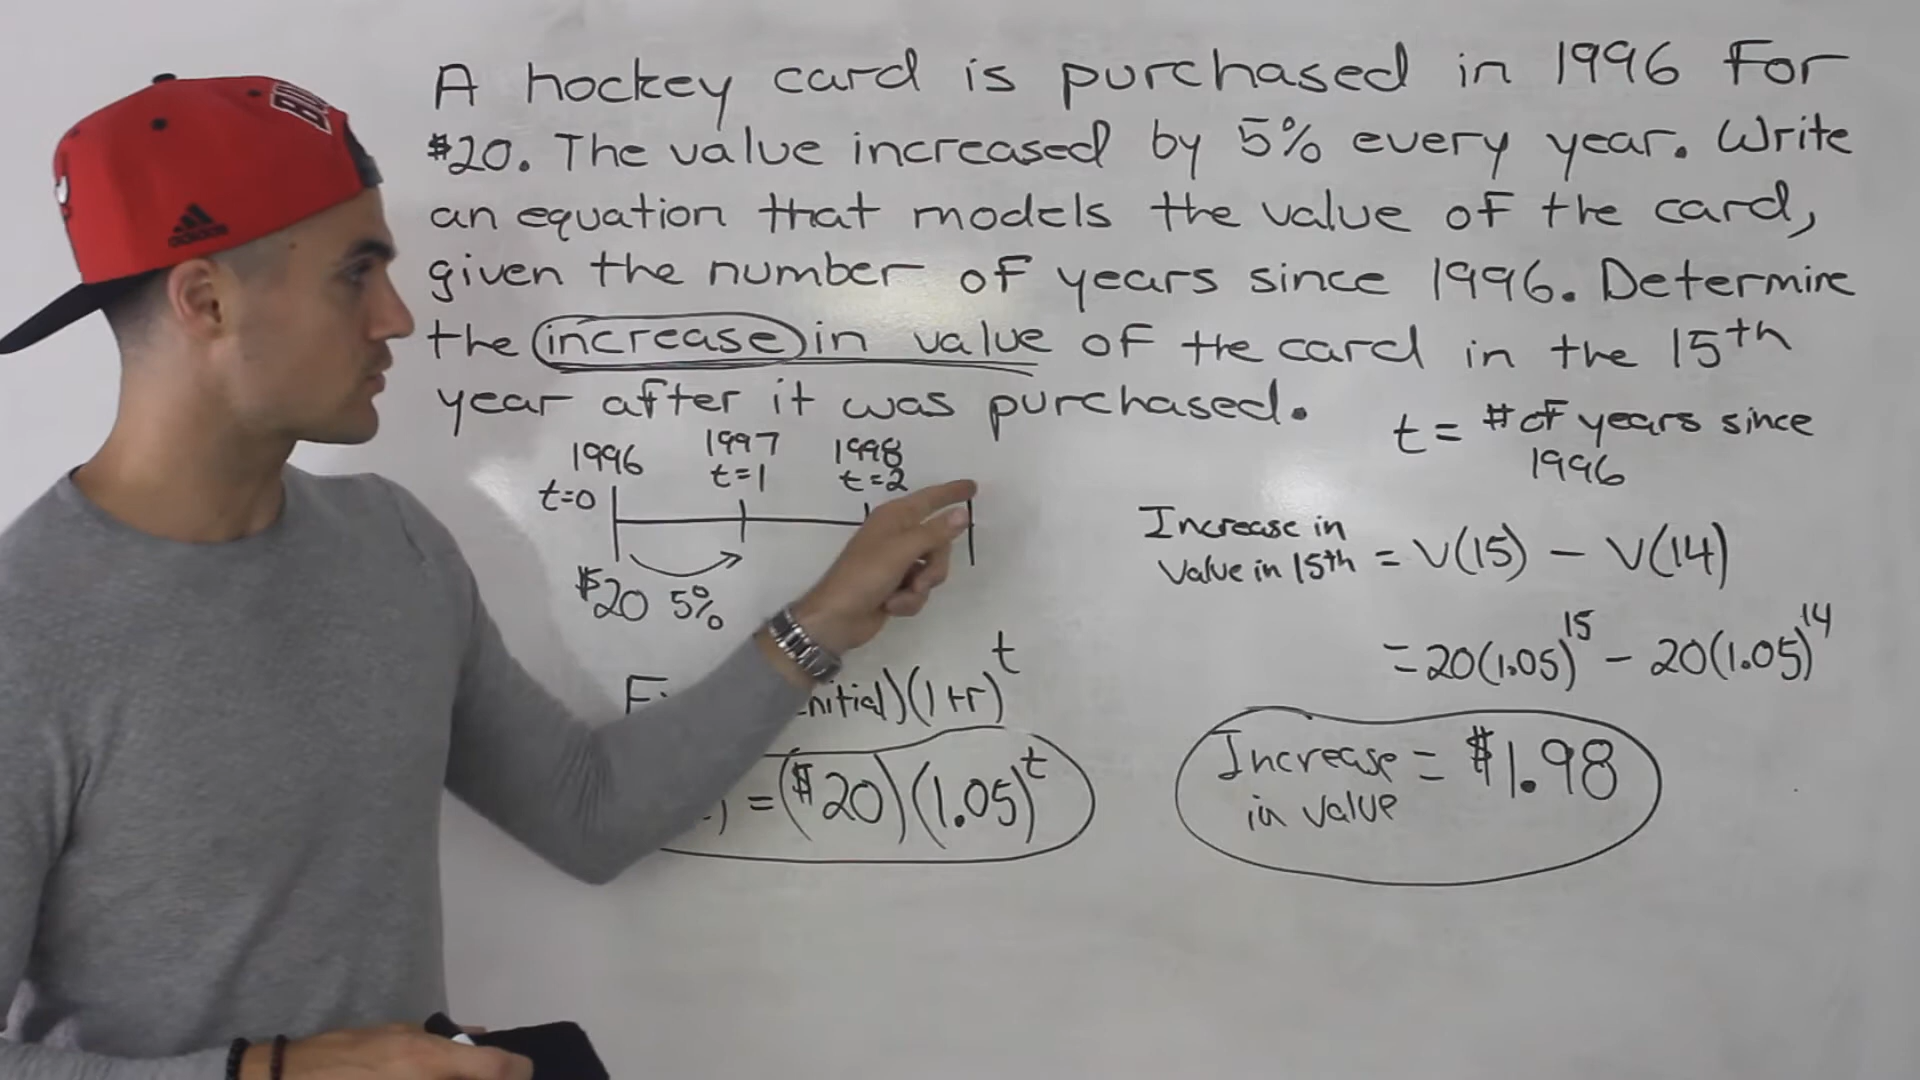 A hockey card is purchased in 1996 for
$20. The value increased by 5% every year. Write
an equation that models the value of the card,
given the number of years since 1996. Determine
the increase in value of the card in the 15th
year after it was purchased.
1996 1997 1998
t=0 t=1 t=2
$20 5%
(1+r)^t
=($20)(1.05)^t
t = # of years since
1996
Increase in
Value in 15th = V(15) - V(14)
= 20(1.05)^15 - 20(1.05)^14
Increase = $1.98
in value
adidas